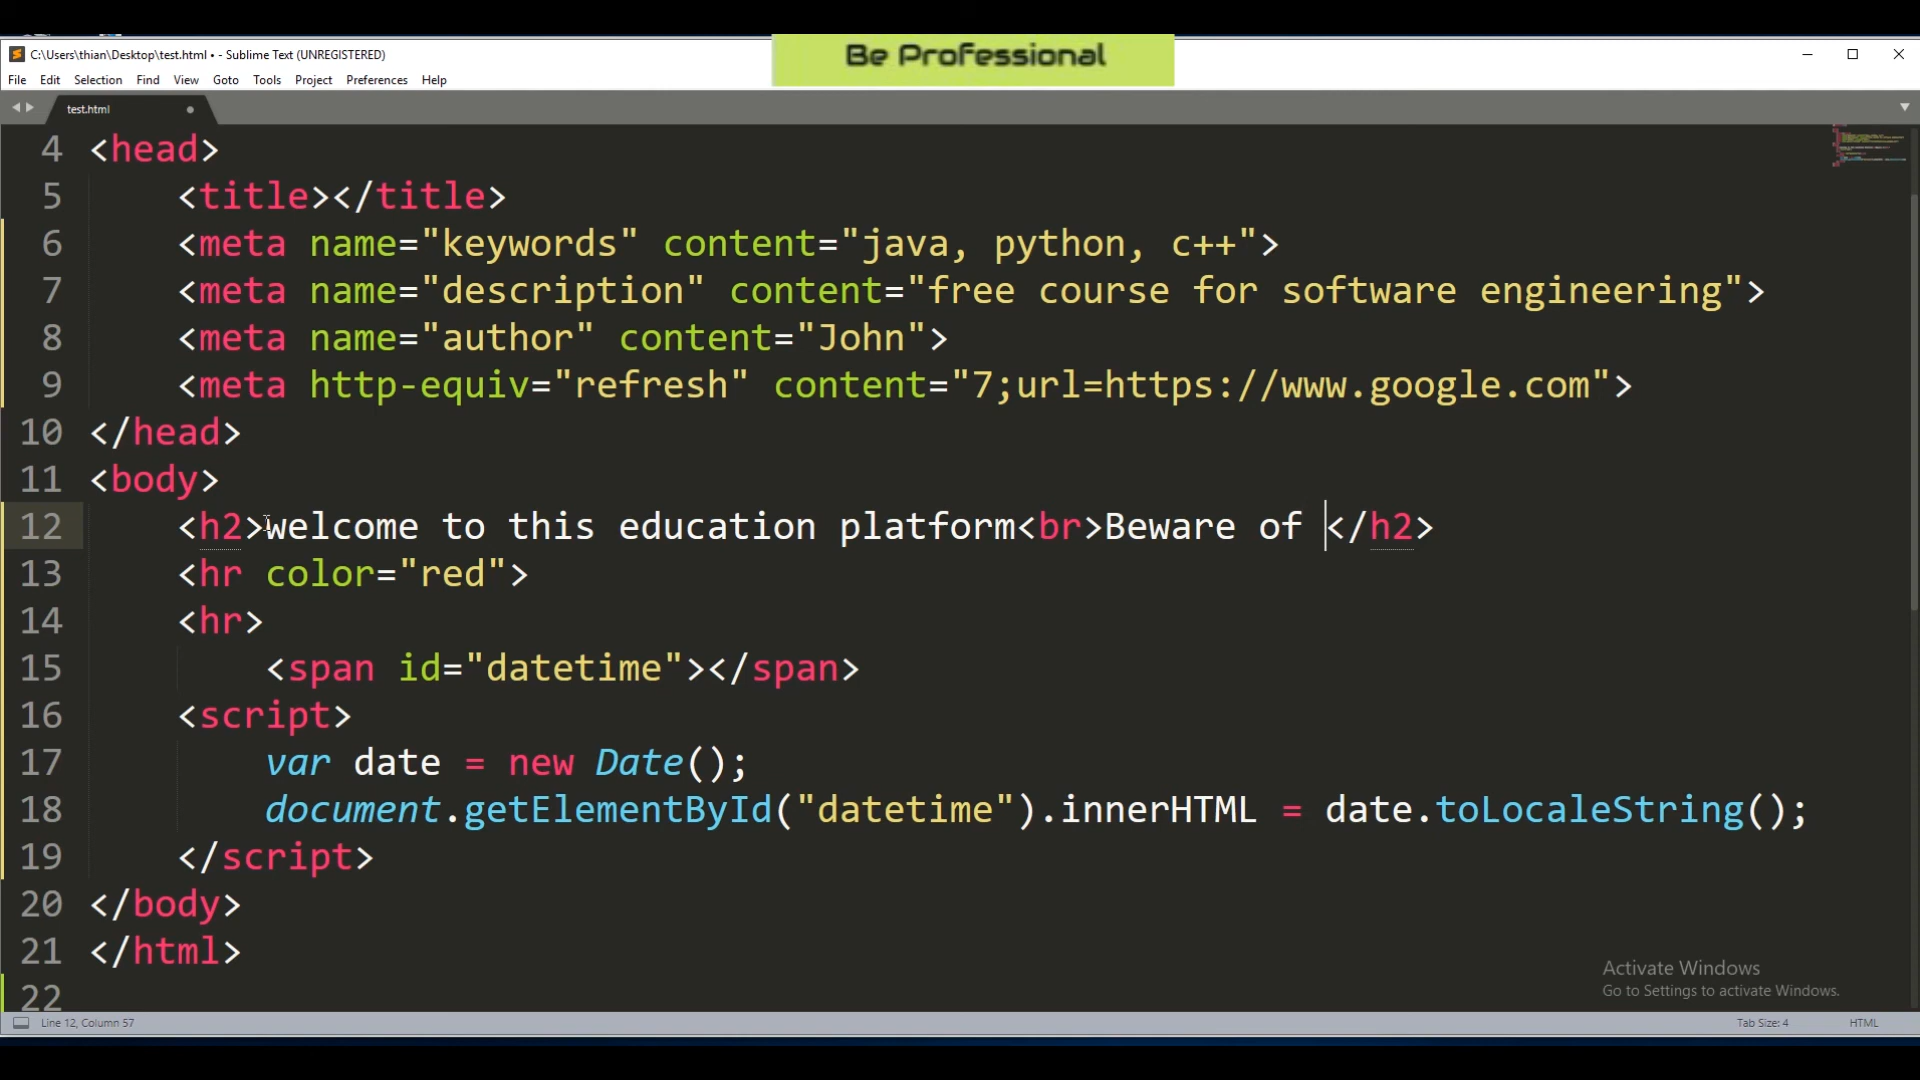 Be Professional
C:\Users\thian\Desktop\test.html • - Sublime Text (UNREGISTERED)
File Edit Selection Find View Goto Tools Project Preferences Help
test.html
4 <head>
5 <title></title>
6 <meta name="keywords" content="java, python, c++">
7 <meta name="description" content="free course for software engineering">
8 <meta name="author" content="John">
9 <meta http-equiv="refresh" content="7;url=https://www.google.com">
10 </head>
11 <body>
12 <h2>welcome to this education platform<br>Beware of </h2>
13 <hr color="red">
14 <hr>
15 <span id="datetime"></span>
16 <script>
17 var date = new Date();
18 document.getElementById("datetime").innerHTML = date.toLocaleString();
19 </script>
20 </body>
21 </html>
22
Activate Windows
Go to Settings to activate Windows.
Line 12, Column 57
Tab Size: 4
HTML